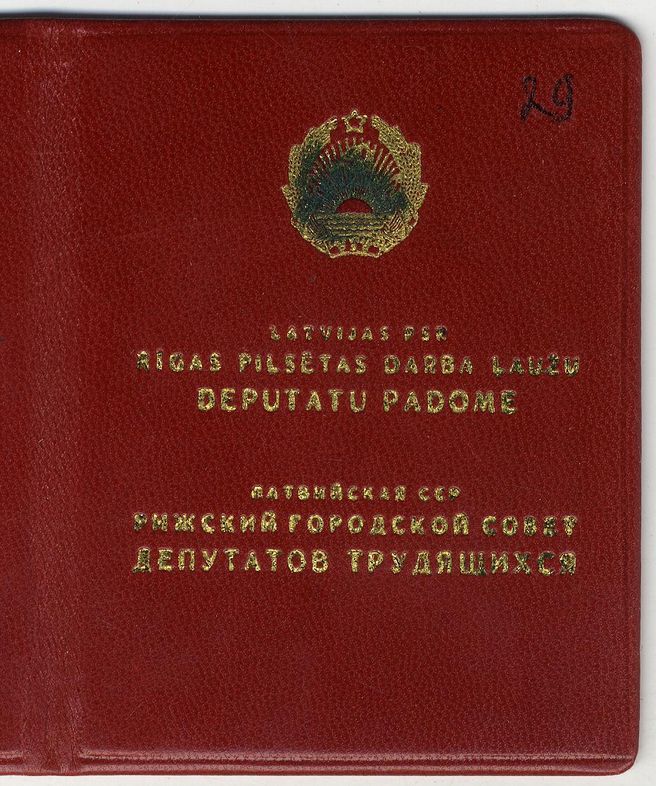 29
LATVIJAS PSR
RĪGAS PILSĒTAS DARBA ĻAUŽU
DEPUTATU PADOME
ЛАТВИЙСКАЯ ССР
РИЖСКИЙ ГОРОДСКОЙ СОВЕТ
ДЕПУТАТОВ ТРУДЯЩИХСЯ